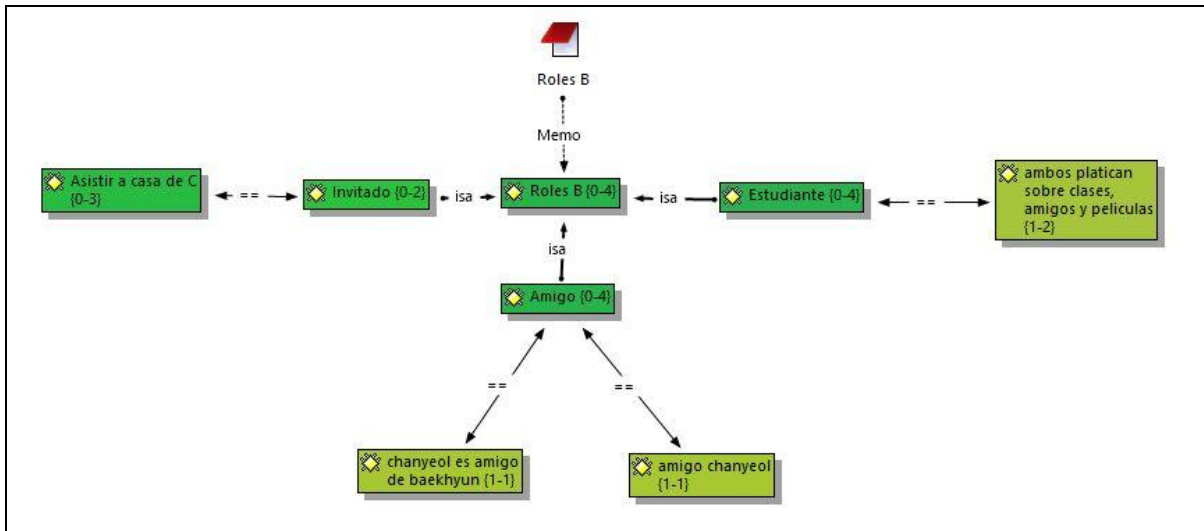 Roles B
Memo
Asistir a casa de C
{0-3}
==
Invitado {0-2}
isa
Roles B {0-4}
isa
Estudiante {0-4}
==
ambos platican
sobre clases,
amigos y peliculas
{1-2}
isa
Amigo {0-4}
==
==
chanyeol es amigo
de baekhyun {1-1}
amigo chanyeol
{1-1}